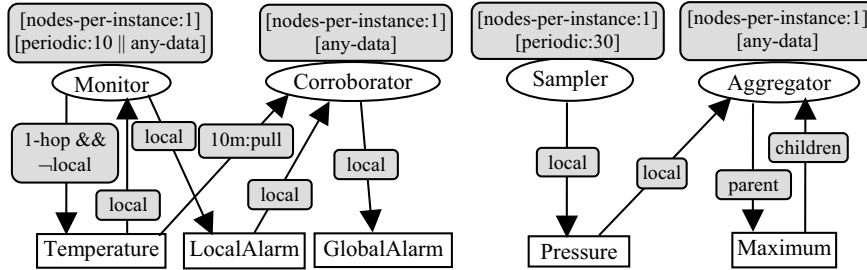 [nodes-per-instance:1]
[periodic:10 || any-data]
[nodes-per-instance:1]
[any-data]
[nodes-per-instance:1]
[periodic:30]
[nodes-per-instance:1]
[any-data]
Monitor
Corroborator
Sampler
Aggregator
1-hop &&
¬local
local
10m:pull
local
local
local
local
local
children
parent
Temperature
LocalAlarm
GlobalAlarm
Pressure
Maximum